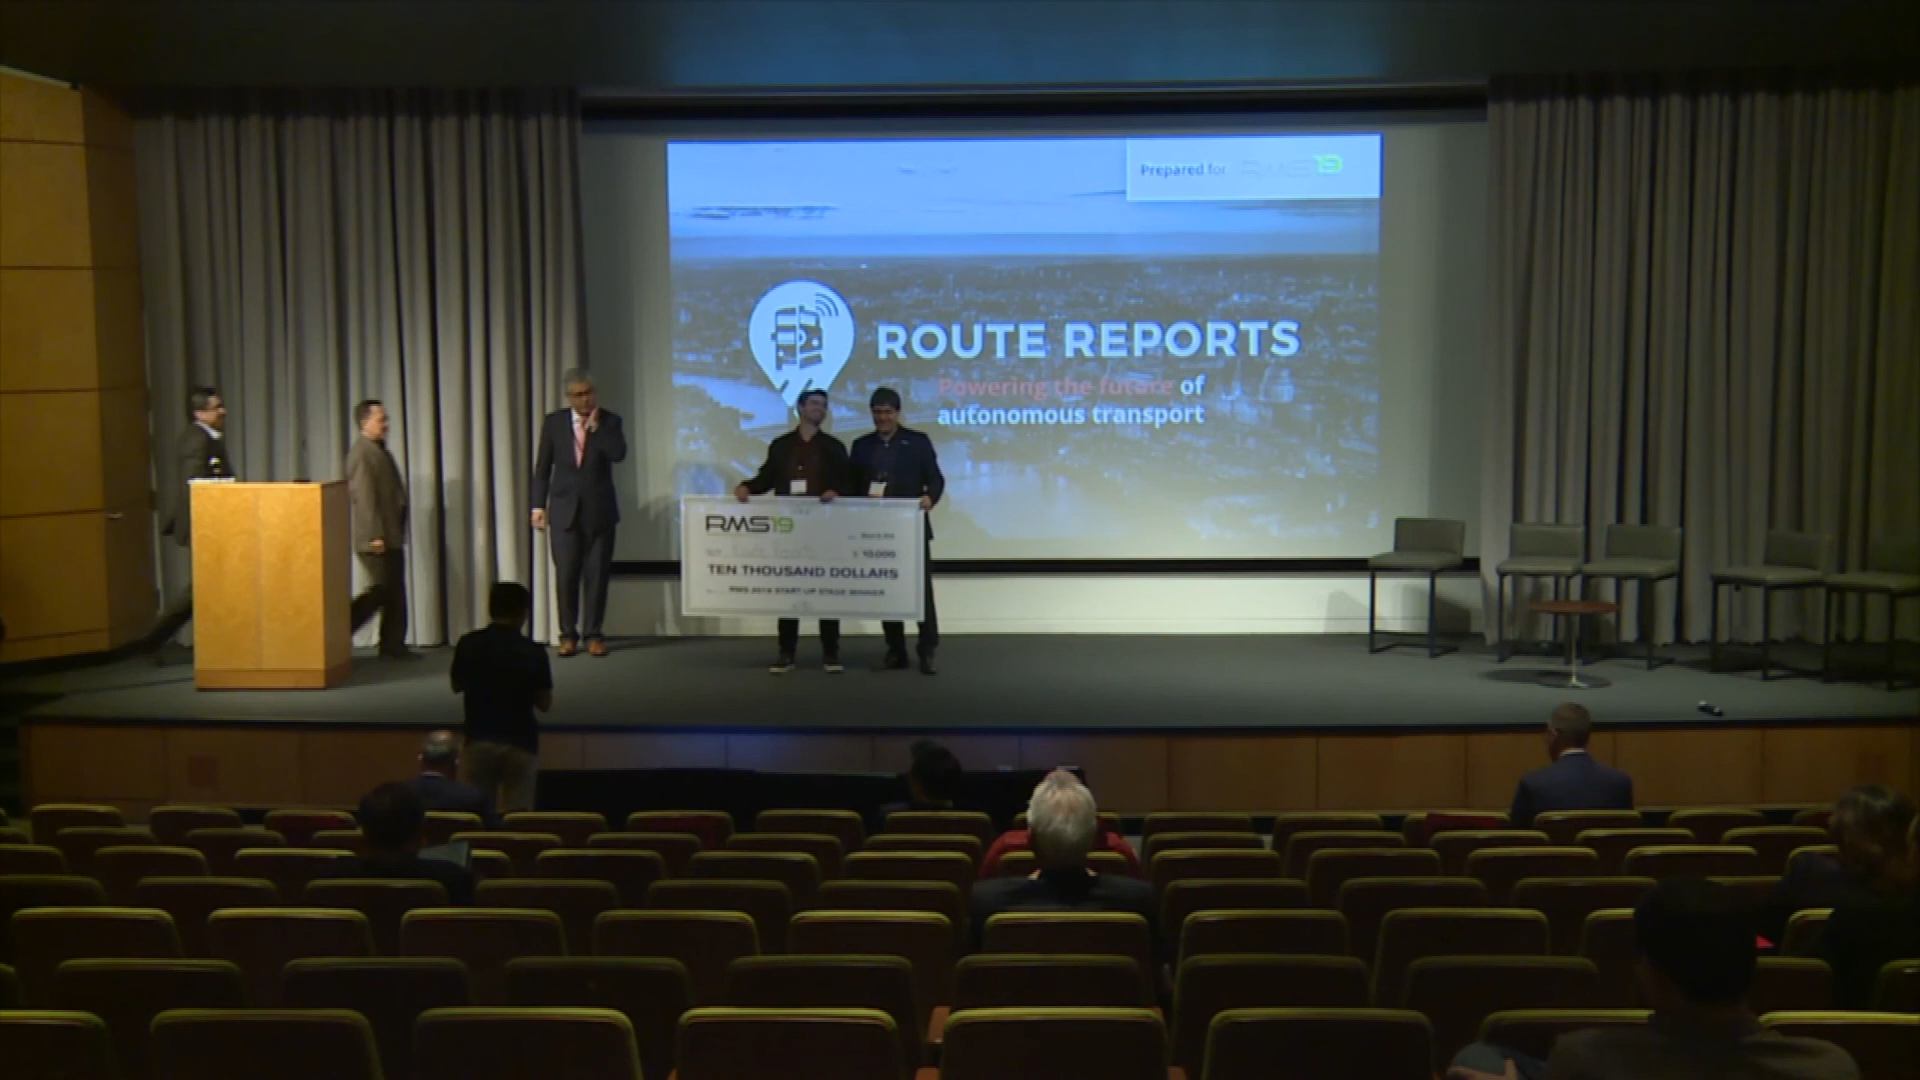 Prepared for RMS19
ROUTE REPORTS
Powering the future of
autonomous transport
RMS19
$ 10,000
TEN THOUSAND DOLLARS
RMS 2019 START UP STAGE WINNER